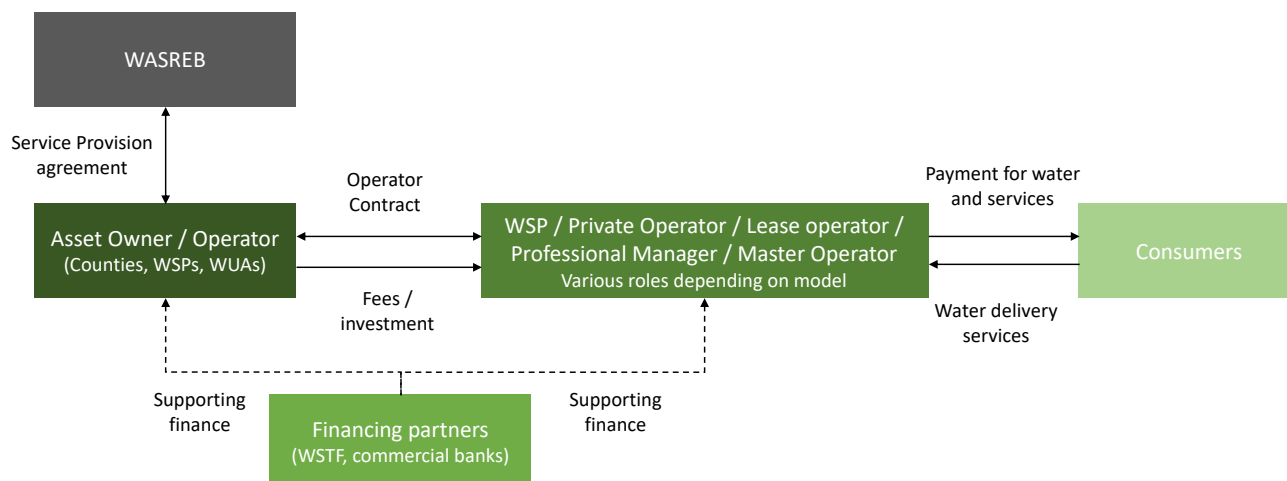 WASREB
Service Provision
agreement
Operator
Contract
Payment for water
and services
Asset Owner / Operator
(Counties, WSPs, WUAs)
WSP / Private Operator / Lease operator /
Professional Manager / Master Operator
Various roles depending on model
Consumers
Fees /
investment
Water delivery
services
Supporting
finance
Supporting
finance
Financing partners
(WSTF, commercial banks)